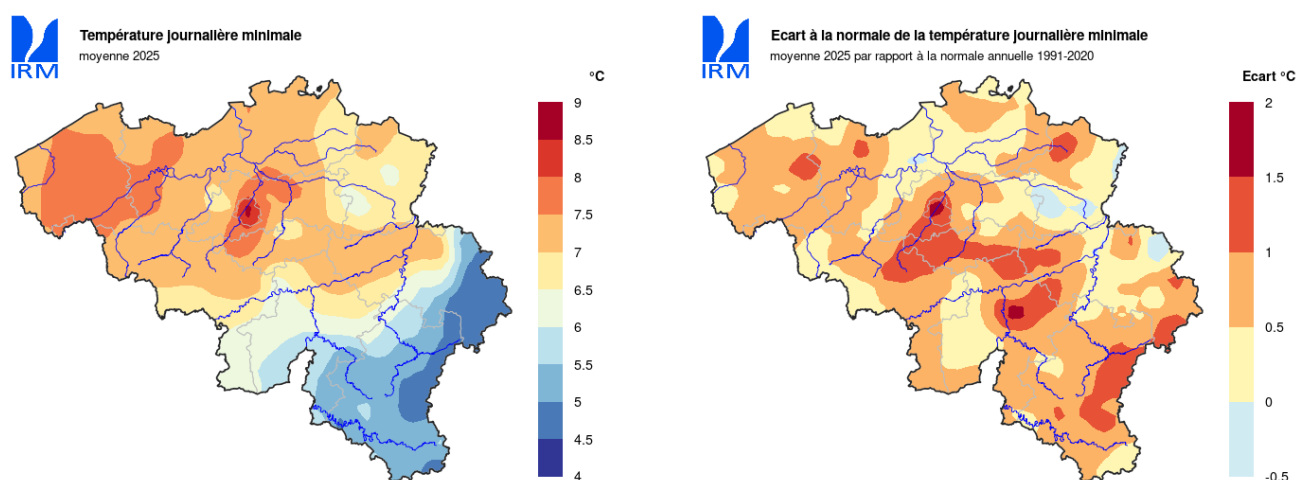 Température journalière minimale
moyenne 2025
IRM
°C
9
8.5
8
7.5
7
6.5
6
5.5
5
4.5
4
Ecart à la normale de la température journalière minimale
moyenne 2025 par rapport à la normale annuelle 1991-2020
IRM
Ecart °C
2
1.5
1
0.5
0
-0.5